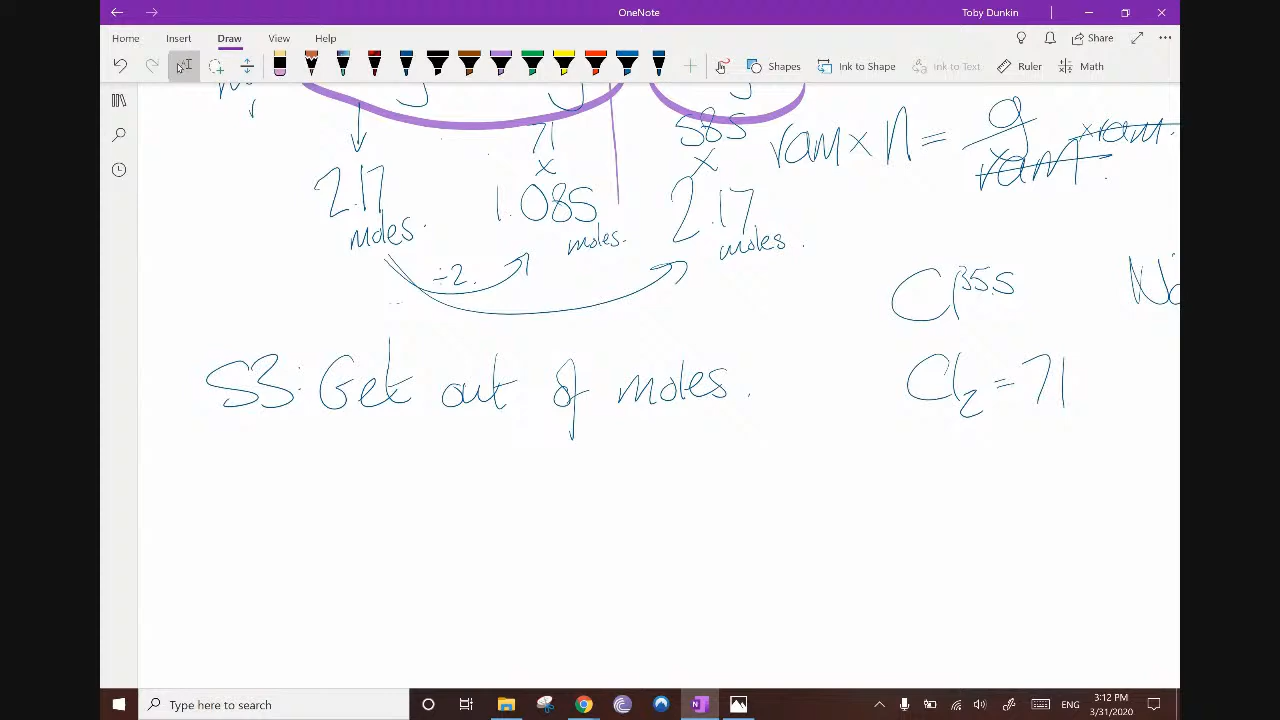 OneNote
Toby Dunkin
Home Insert Draw View Help
Share
Shapes Ink to Shape Ink to Text Ruler Math
71 585 ram x n = g x ram.
x x ram
2.17 1.085 2.17
moles. moles. moles.
÷2.
Cl 35.5
S3: Get out of moles. Cl2 = 71
Type here to search
ENG
3:12 PM
3/31/2020